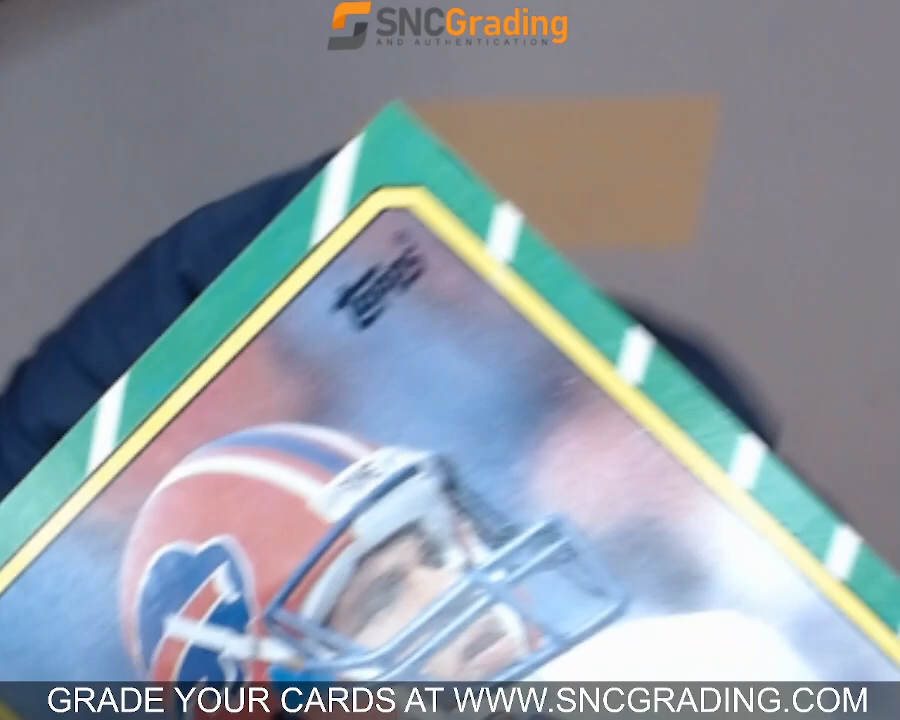 SNCGrading
AND AUTHENTICATION
TOPPS
GRADE YOUR CARDS AT WWW.SNCGRADING.COM